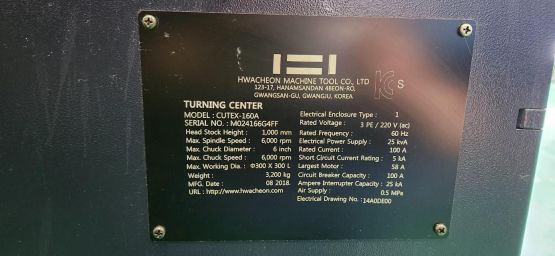 HWACHEON MACHINE TOOL CO., LTD
123-17, HANAMSANDAN 4BEON-RO,
GWANGSAN-GU, GWANGJU, KOREA
S
TURNING CENTER
MODEL : CUTEX-160A
SERIAL NO. : M024166G4FF
Head Stock Height : 1,000 mm
Max. Spindle Speed : 6,000 rpm
Max. Chuck Diameter : 6 inch
Max. Chuck Speed : 6,000 rpm
Max. Working Dia. : Φ300 X 300 L
Weight : 3,200 kg
MFG. Date : 08 2018.
URL : http://www.hwacheon.com
Electrical Enclosure Type : 1
Rated Voltage : 3 PE / 220 V (ac)
Rated Frequency : 60 Hz
Electrical Power Supply : 25 kVA
Rated Current : 100 A
Short Circuit Current Rating : 5 kA
Largest Motor : 58 A
Circuit Breaker Capacity : 100 A
Ampere Interrupter Capacity : 25 kA
Air Supply : 0.5 MPa
Electrical Drawing No. : 14A0DE00